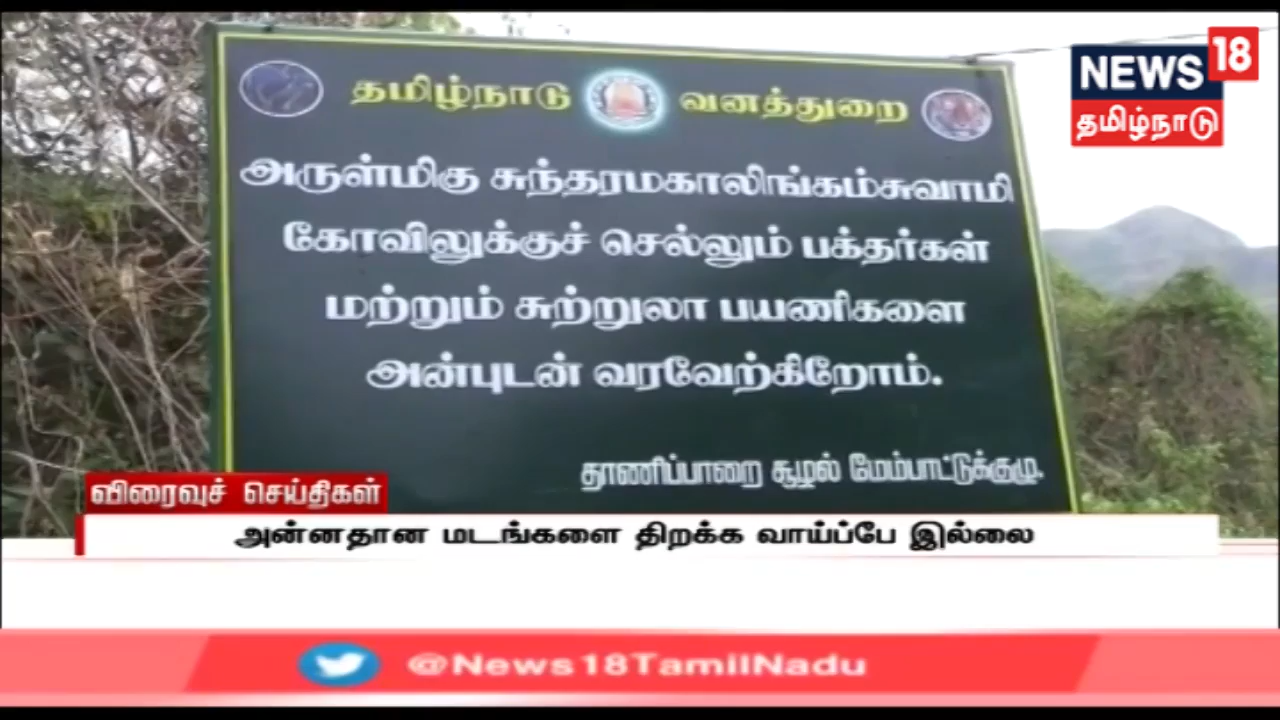 NEWS 18
தமிழ்நாடு
தமிழ்நாடு வனத்துறை
அருள்மிகு சுந்தரமகாலிங்கம்சுவாமி
கோவிலுக்குச் செல்லும் பக்தர்கள்
மற்றும் சுற்றுலா பயணிகளை
அன்புடன் வரவேற்கிறோம்.
தாணிப்பாறை சூழல் மேம்பாட்டுக்குழு.
விரைவுச் செய்திகள்
அன்னதான மடங்களை திறக்க வாய்ப்பே இல்லை
@News18TamilNadu